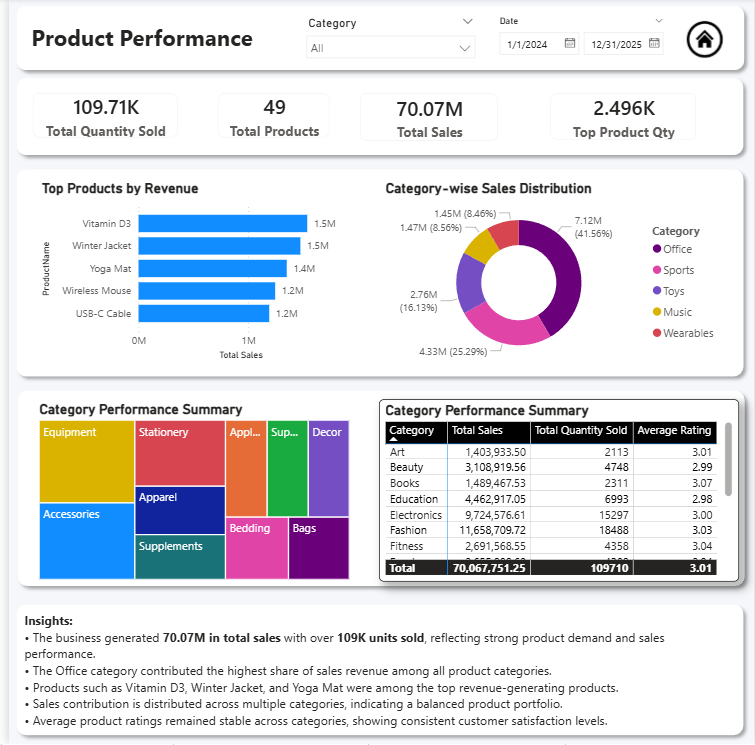 Product Performance
Category
All
Date
1/1/2024
12/31/2025
109.71K
Total Quantity Sold
49
Total Products
70.07M
Total Sales
2.496K
Top Product Qty
Top Products by Revenue
ProductName
Vitamin D3
1.5M
Winter Jacket
1.5M
Yoga Mat
1.4M
Wireless Mouse
1.2M
USB-C Cable
1.2M
0M
1M
Total Sales
Category-wise Sales Distribution
1.45M (8.46%)
1.47M (8.56%)
2.76M
(16.13%)
4.33M (25.29%)
7.12M
(41.56%)
Category
Office
Sports
Toys
Music
Wearables
Category Performance Summary
Equipment
Accessories
Stationery
Apparel
Supplements
Appl...
Sup...
Decor
Bedding
Bags
Category Performance Summary
Category Total Sales Total Quantity Sold Average Rating
Art 1,403,933.50 2113 3.01
Beauty 3,108,919.56 4748 2.99
Books 1,489,467.53 2311 3.07
Education 4,462,917.05 6993 2.98
Electronics 9,724,576.61 15297 3.00
Fashion 11,658,709.72 18488 3.03
Fitness 2,691,568.55 4358 3.04
Total 70,067,751.25 109710 3.01
Insights:
• The business generated 70.07M in total sales with over 109K units sold, reflecting strong product demand and sales
performance.
• The Office category contributed the highest share of sales revenue among all product categories.
• Products such as Vitamin D3, Winter Jacket, and Yoga Mat were among the top revenue-generating products.
• Sales contribution is distributed across multiple categories, indicating a balanced product portfolio.
• Average product ratings remained stable across categories, showing consistent customer satisfaction levels.